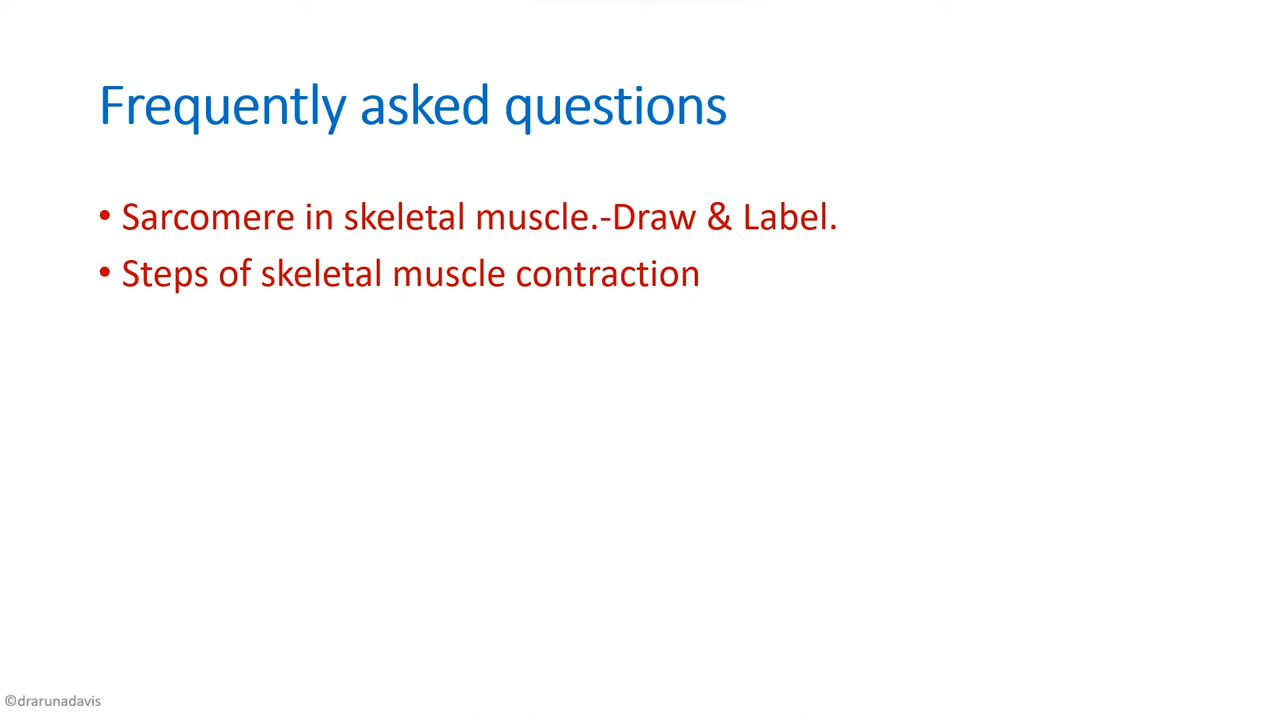 Frequently asked questions
• Sarcomere in skeletal muscle.-Draw & Label.
• Steps of skeletal muscle contraction
©drarunadavis